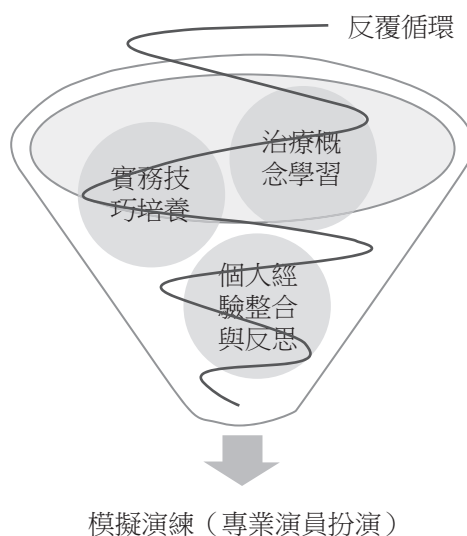 反覆循環
治療概
念學習
實務技
巧培養
個人經
驗整合
與反思
模擬演練（專業演員扮演）